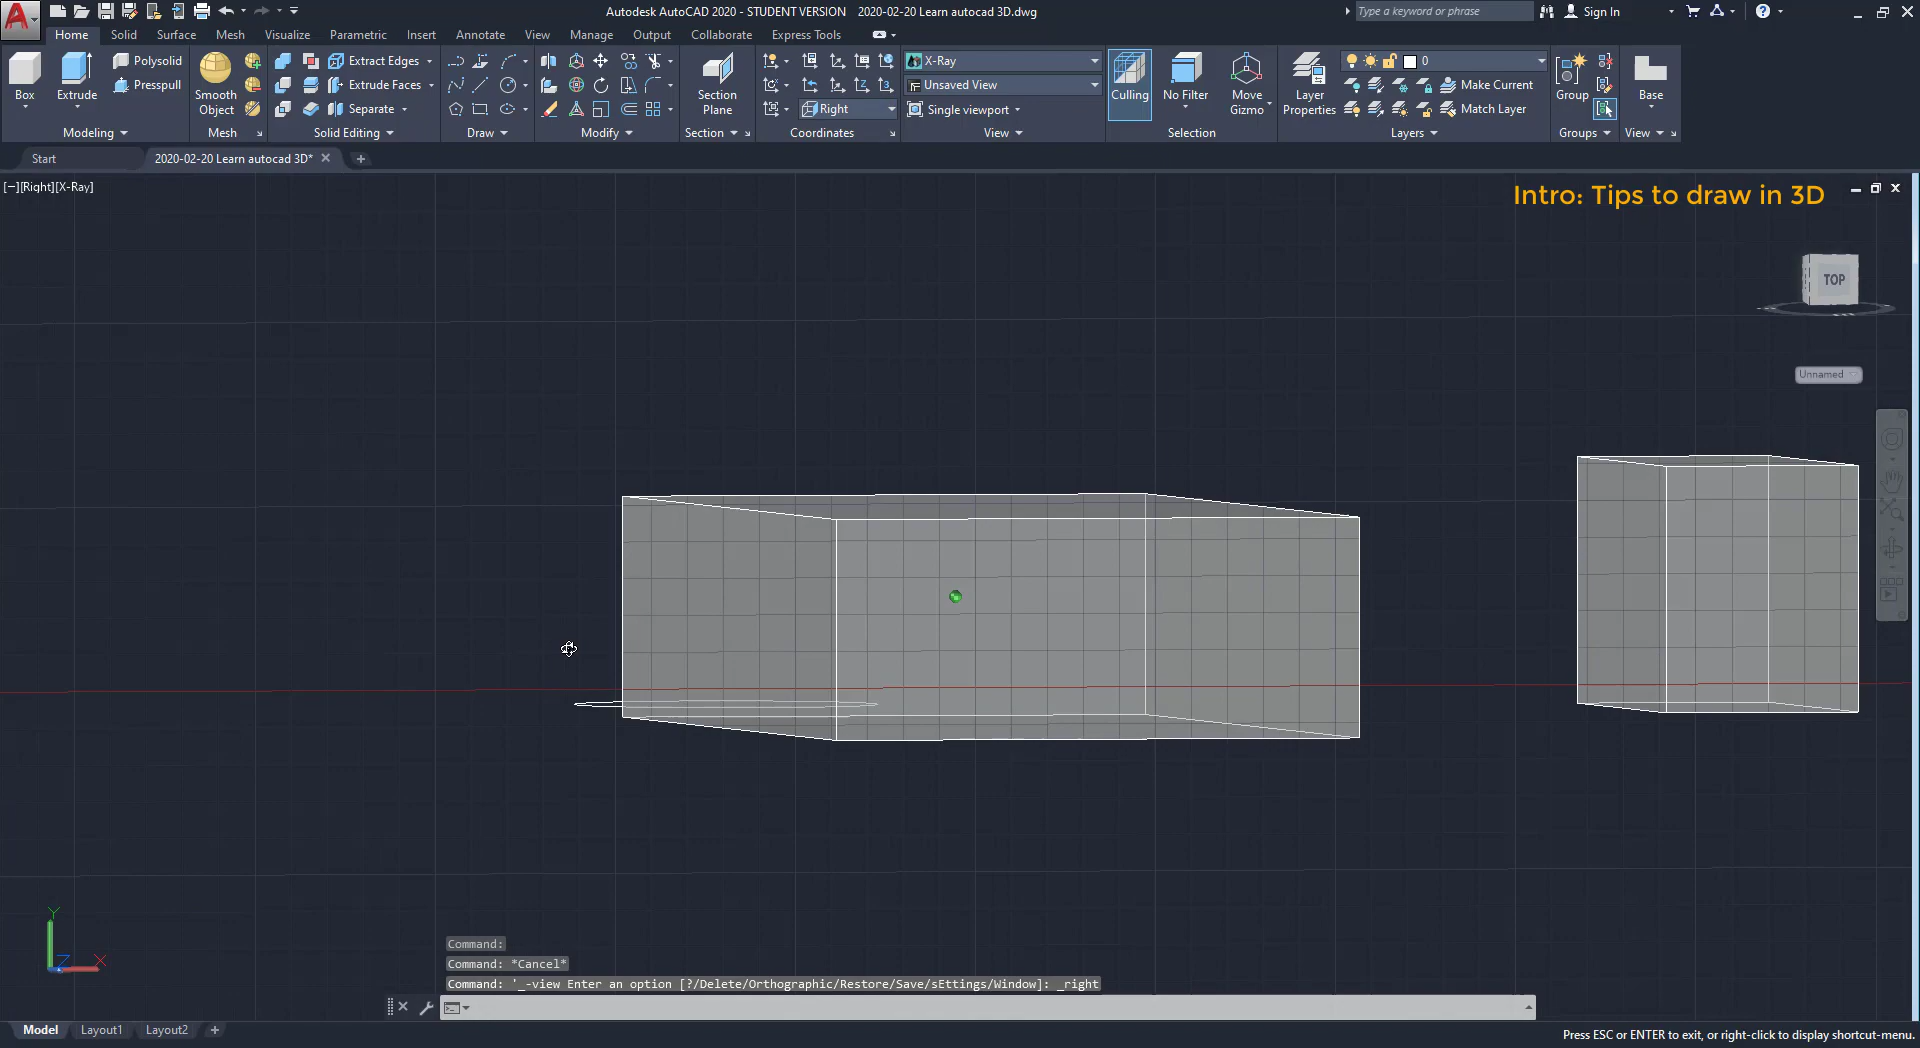 Autodesk AutoCAD 2020 - STUDENT VERSION 2020-02-20 Learn autocad 3D.dwg
Type a keyword or phrase
Sign In
Home Solid Surface Mesh Visualize Parametric Insert Annotate View Manage Output Collaborate Express Tools
Box
Extrude
Polysolid
Presspull
Modeling
Smooth Object
Mesh
Extract Edges
Extrude Faces
Separate
Solid Editing
Draw
Modify
Section Plane
Section
Right
Coordinates
X-Ray
Unsaved View
Single viewport
View
Culling
No Filter
Move Gizmo
Selection
Layer Properties
0
Make Current
Match Layer
Layers
Group
Groups
Base
View
Start
2020-02-20 Learn autocad 3D*
[−][Right][X-Ray]
Intro: Tips to draw in 3D
TOP
Unnamed
Y
Z
X
Command:
Command: *Cancel*
Command: '_-view Enter an option [?/Delete/Orthographic/Restore/Save/sEttings/Window]: _right
Model Layout1 Layout2
Press ESC or ENTER to exit, or right-click to display shortcut-menu.